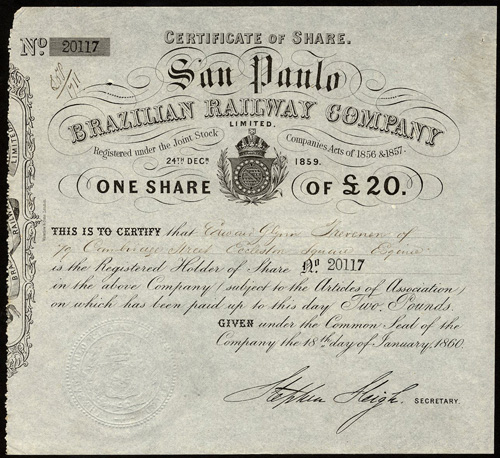 CERTIFICATE OF SHARE.
No 20117
San Paulo
BRAZILIAN RAILWAY COMPANY
LIMITED.
Registered under the Joint Stock Companies Acts of 1856 & 1857.
24TH DECR 1859.
ONE SHARE OF £20.
THIS IS TO CERTIFY that Edward Glynn of
79 Cambridge Street Eccleston Square Esquire
is the Registered Holder of Share No 20117
in the above Company (subject to the Articles of Association)
on which has been paid up to this day Two Pounds.
GIVEN under the Common Seal of the
Company the 18th day of January, 1860.
Stephen Sleigh. SECRETARY.